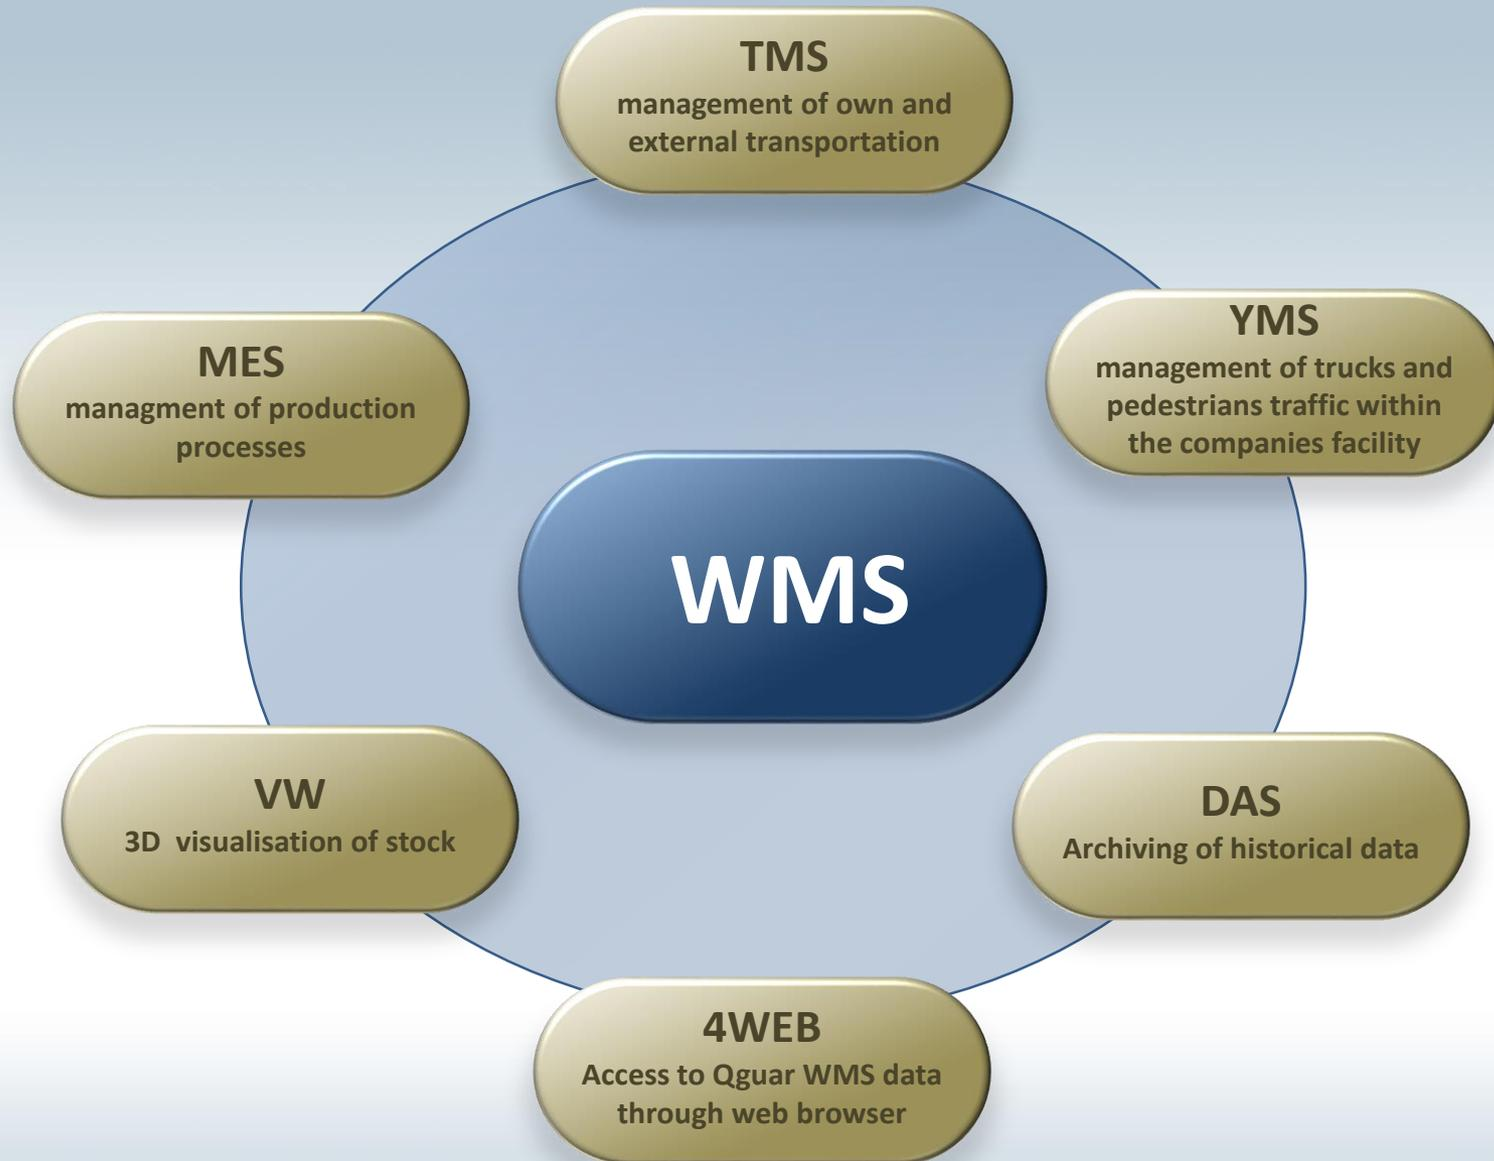 TMS
management of own and
external transportation
YMS
management of trucks and
pedestrians traffic within
the companies facility
MES
managment of production
processes
WMS
VW
3D  visualisation of stock
DAS
Archiving of historical data
4WEB
Access to Qguar WMS data
through web browser